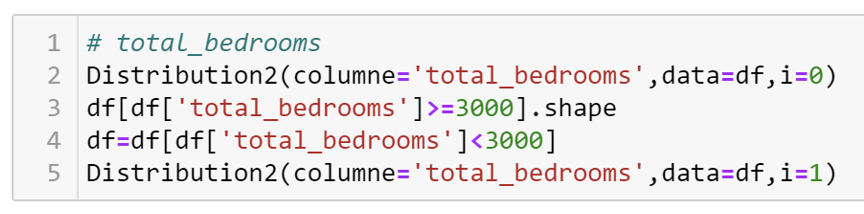 1 # total_bedrooms
2 Distribution2(columne='total_bedrooms',data=df,i=0)
3 df[df['total_bedrooms']>=3000].shape
4 df=df[df['total_bedrooms']<3000]
5 Distribution2(columne='total_bedrooms',data=df,i=1)